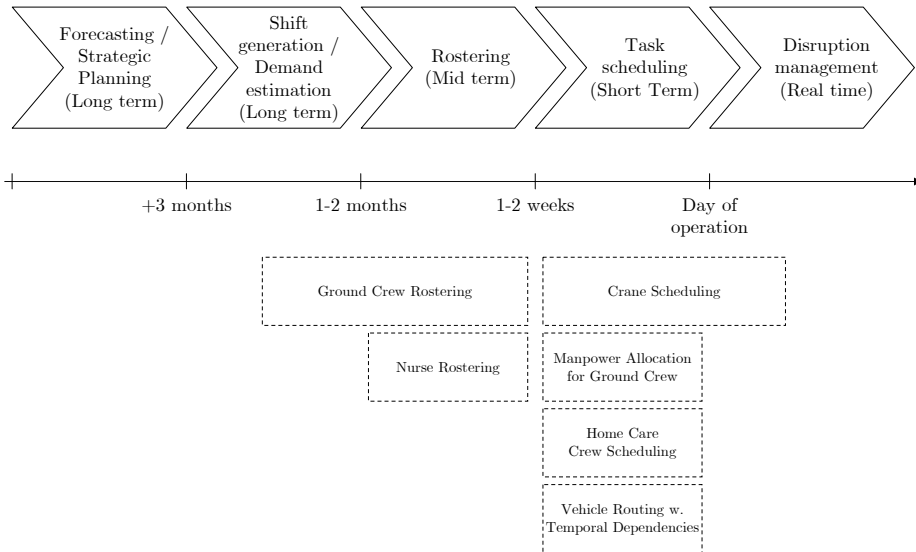 Forecasting /
Strategic
Planning
(Long term)
Shift
generation /
Demand
estimation
(Long term)
Rostering
(Mid term)
Task
scheduling
(Short Term)
Disruption
management
(Real time)
+3 months
1-2 months
1-2 weeks
Day of
operation
Ground Crew Rostering
Crane Scheduling
Nurse Rostering
Manpower Allocation
for Ground Crew
Home Care
Crew Scheduling
Vehicle Routing w.
Temporal Dependencies